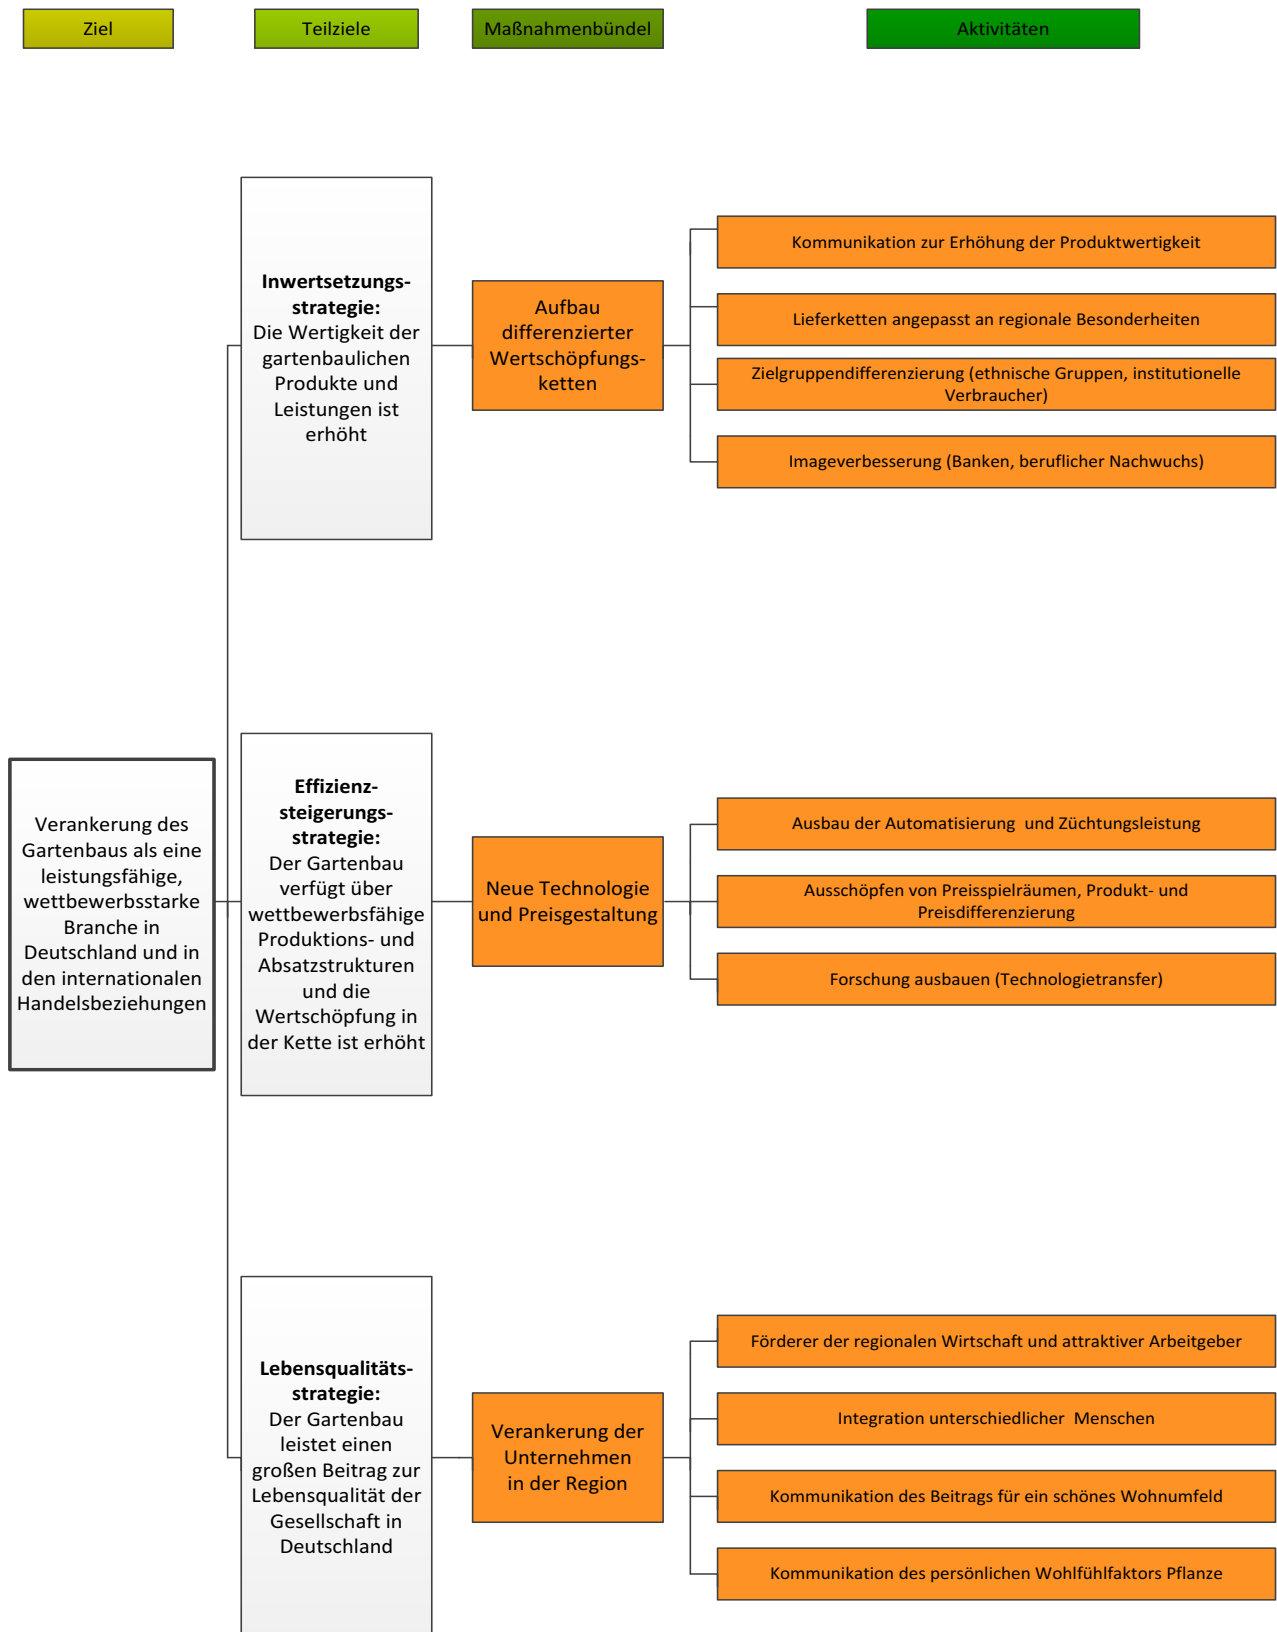 Ziel
Teilziele
Maßnahmenbündel
Aktivitäten
Verankerung des
Gartenbaus als eine
leistungsfähige,
wettbewerbsstarke
Branche in
Deutschland und in
den internationalen
Handelsbeziehungen
Inwertsetzungs-
strategie:
Die Wertigkeit der
gartenbaulichen
Produkte und
Leistungen ist
erhöht
Aufbau
differenzierter
Wertschöpfungs-
ketten
Kommunikation zur Erhöhung der Produktwertigkeit
Lieferketten angepasst an regionale Besonderheiten
Zielgruppendifferenzierung (ethnische Gruppen, institutionelle
Verbraucher)
Imageverbesserung (Banken, beruflicher Nachwuchs)
Effizienz-
steigerungs-
strategie:
Der Gartenbau
verfügt über
wettbewerbsfähige
Produktions- und
Absatzstrukturen
und die
Wertschöpfung in
der Kette ist erhöht
Neue Technologie
und Preisgestaltung
Ausbau der Automatisierung  und Züchtungsleistung
Ausschöpfen von Preisspielräumen, Produkt- und
Preisdifferenzierung
Forschung ausbauen (Technologietransfer)
Lebensqualitäts-
strategie:
Der Gartenbau
leistet einen
großen Beitrag zur
Lebensqualität der
Gesellschaft in
Deutschland
Verankerung der
Unternehmen
in der Region
Förderer der regionalen Wirtschaft und attraktiver Arbeitgeber
Integration unterschiedlicher  Menschen
Kommunikation des Beitrags für ein schönes Wohnumfeld
Kommunikation des persönlichen Wohlfühlfaktors Pflanze